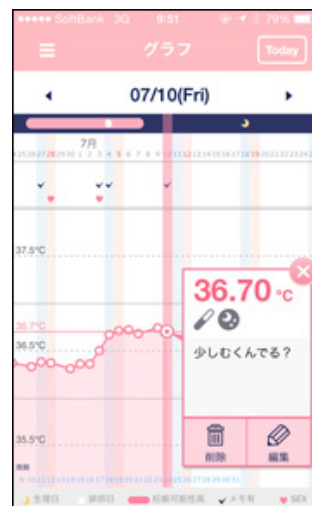 SoftBank 3G 9:51 79%
グラフ Today
07/10(Fri)
7月
37.5℃
36.70 ℃
36.7℃
36.5℃
少しむくんでる?
35.5℃
削除 編集
生理日 排卵日 妊娠可能性高 メモ有 SEX